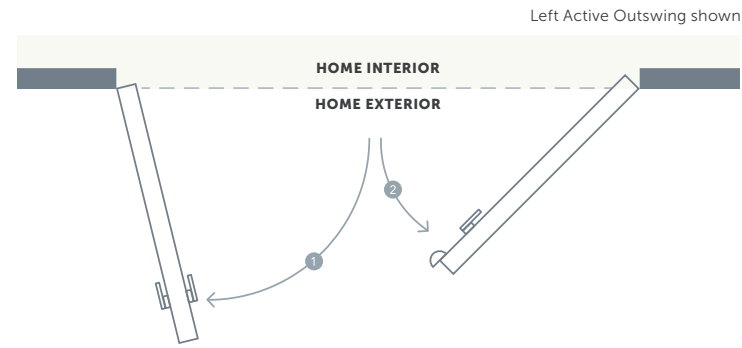 Left Active Outswing shown
HOME INTERIOR
HOME EXTERIOR
2
1